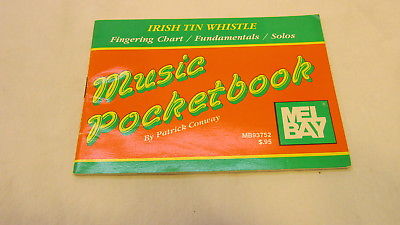 IRISH TIN WHISTLE
Fingering Chart / Fundamentals / Solos
Music
Pocketbook
By Patrick Conway
MB93752
$.95
MEL
BAY